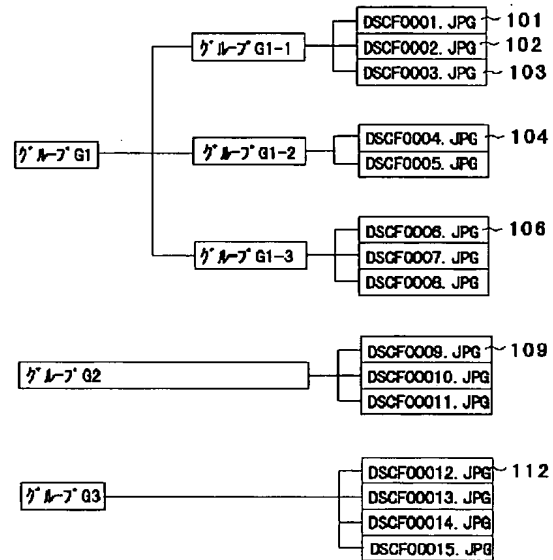 DSCF0001. JPG 101
グループG1-1 DSCF0002. JPG 102
DSCF0003. JPG 103
DSCF0004. JPG 104
グループG1 グループG1-2
DSCF0005. JPG
DSCF0006. JPG 106
グループG1-3 DSCF0007. JPG
DSCF0008. JPG
DSCF0009. JPG 109
グループG2 DSCF00010. JPG
DSCF00011. JPG
DSCF00012. JPG 112
グループG3 DSCF00013. JPG
DSCF00014. JPG
DSCF00015. JPG